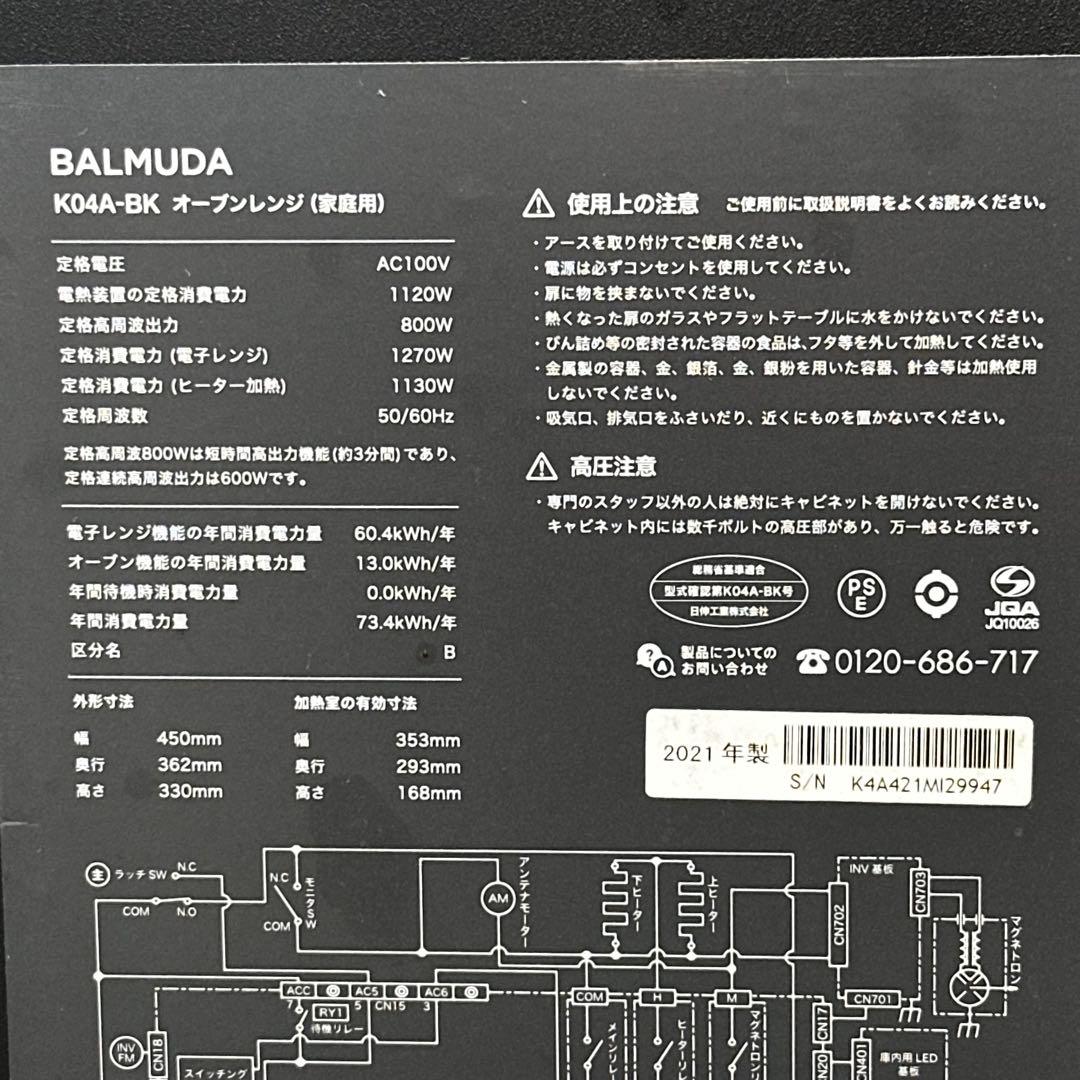 BALMUDA
K04A-BK オーブンレンジ (家庭用)
定格電圧 AC100V
電熱装置の定格消費電力 1120W
定格高周波出力 800W
定格消費電力 (電子レンジ) 1270W
定格消費電力 (ヒーター加熱) 1130W
定格周波数 50/60Hz
定格高周波800Wは短時間高出力機能 (約3分間) であり、
定格連続高周波出力は600Wです。
電子レンジ機能の年間消費電力量 60.4kWh/年
オーブン機能の年間消費電力量 13.0kWh/年
年間待機時消費電力量 0.0kWh/年
年間消費電力量 73.4kWh/年
区分名 B
外形寸法
幅 450mm
奥行 362mm
高さ 330mm
加熱室の有効寸法
幅 353mm
奥行 293mm
高さ 168mm
使用上の注意 ご使用前に取扱説明書をよくお読みください。
・アースを取り付けてご使用ください。
・電源は必ずコンセントを使用してください。
・扉に物を挟まないでください。
・熱くなった扉のガラスやフラットテーブルに水をかけないでください。
・びん詰め等の密封された容器の食品は、フタ等を外して加熱してください。
・金属製の容器、金、銀箔、金、銀粉を用いた容器、針金等は加熱使用
しないでください。
・吸気口、排気口をふさいだり、近くにものを置かないでください。
高圧注意
・専門のスタッフ以外の人は絶対にキャビネットを開けないでください。
キャビネット内には数千ボルトの高圧部があり、万一触ると危険です。
総務省基準適合
型式確認第K04A-BK号
日伸工業株式会社
PS
E
JQA
JQ10026
製品についての
お問い合わせ
0120-686-717
2021 年製
S/N K4A421MI29947
主 ラッチSW N.C
COM N.O
N.C
モニタSW
COM
AM
アンテナモーター
下ヒーター
上ヒーター
INV 基板
CN703
CN702
CN701
マグネトロン
ACC AC5 AC6
7 5 CN15 3
RY1
待機リレー
COM H M
メインリレー
ヒーターリレ
マグネトロンリ
INV
FM
CN18
スイッチング
CN17
CN20
CN401
庫内用 LED
基板